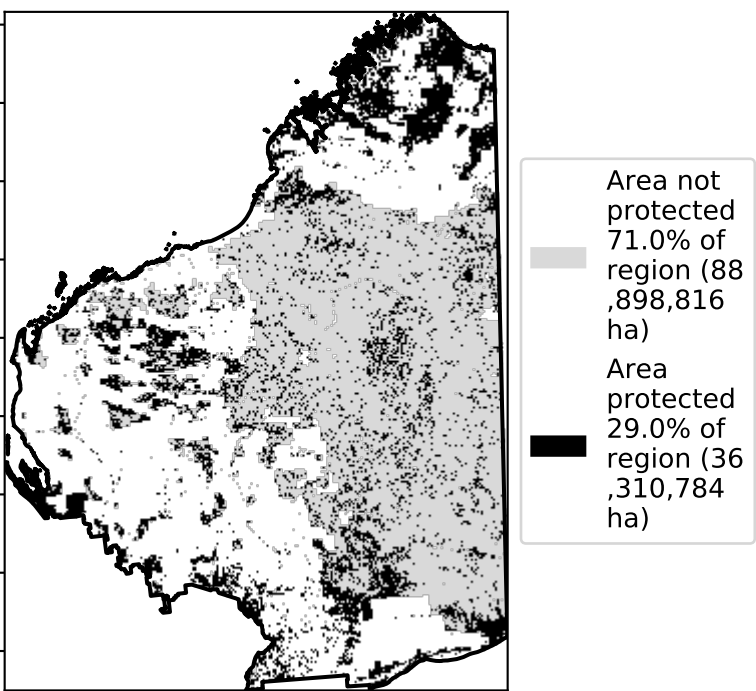 Area not
protected
71.0% of
region (88
,898,816
ha)
Area
protected
29.0% of
region (36
,310,784
ha)